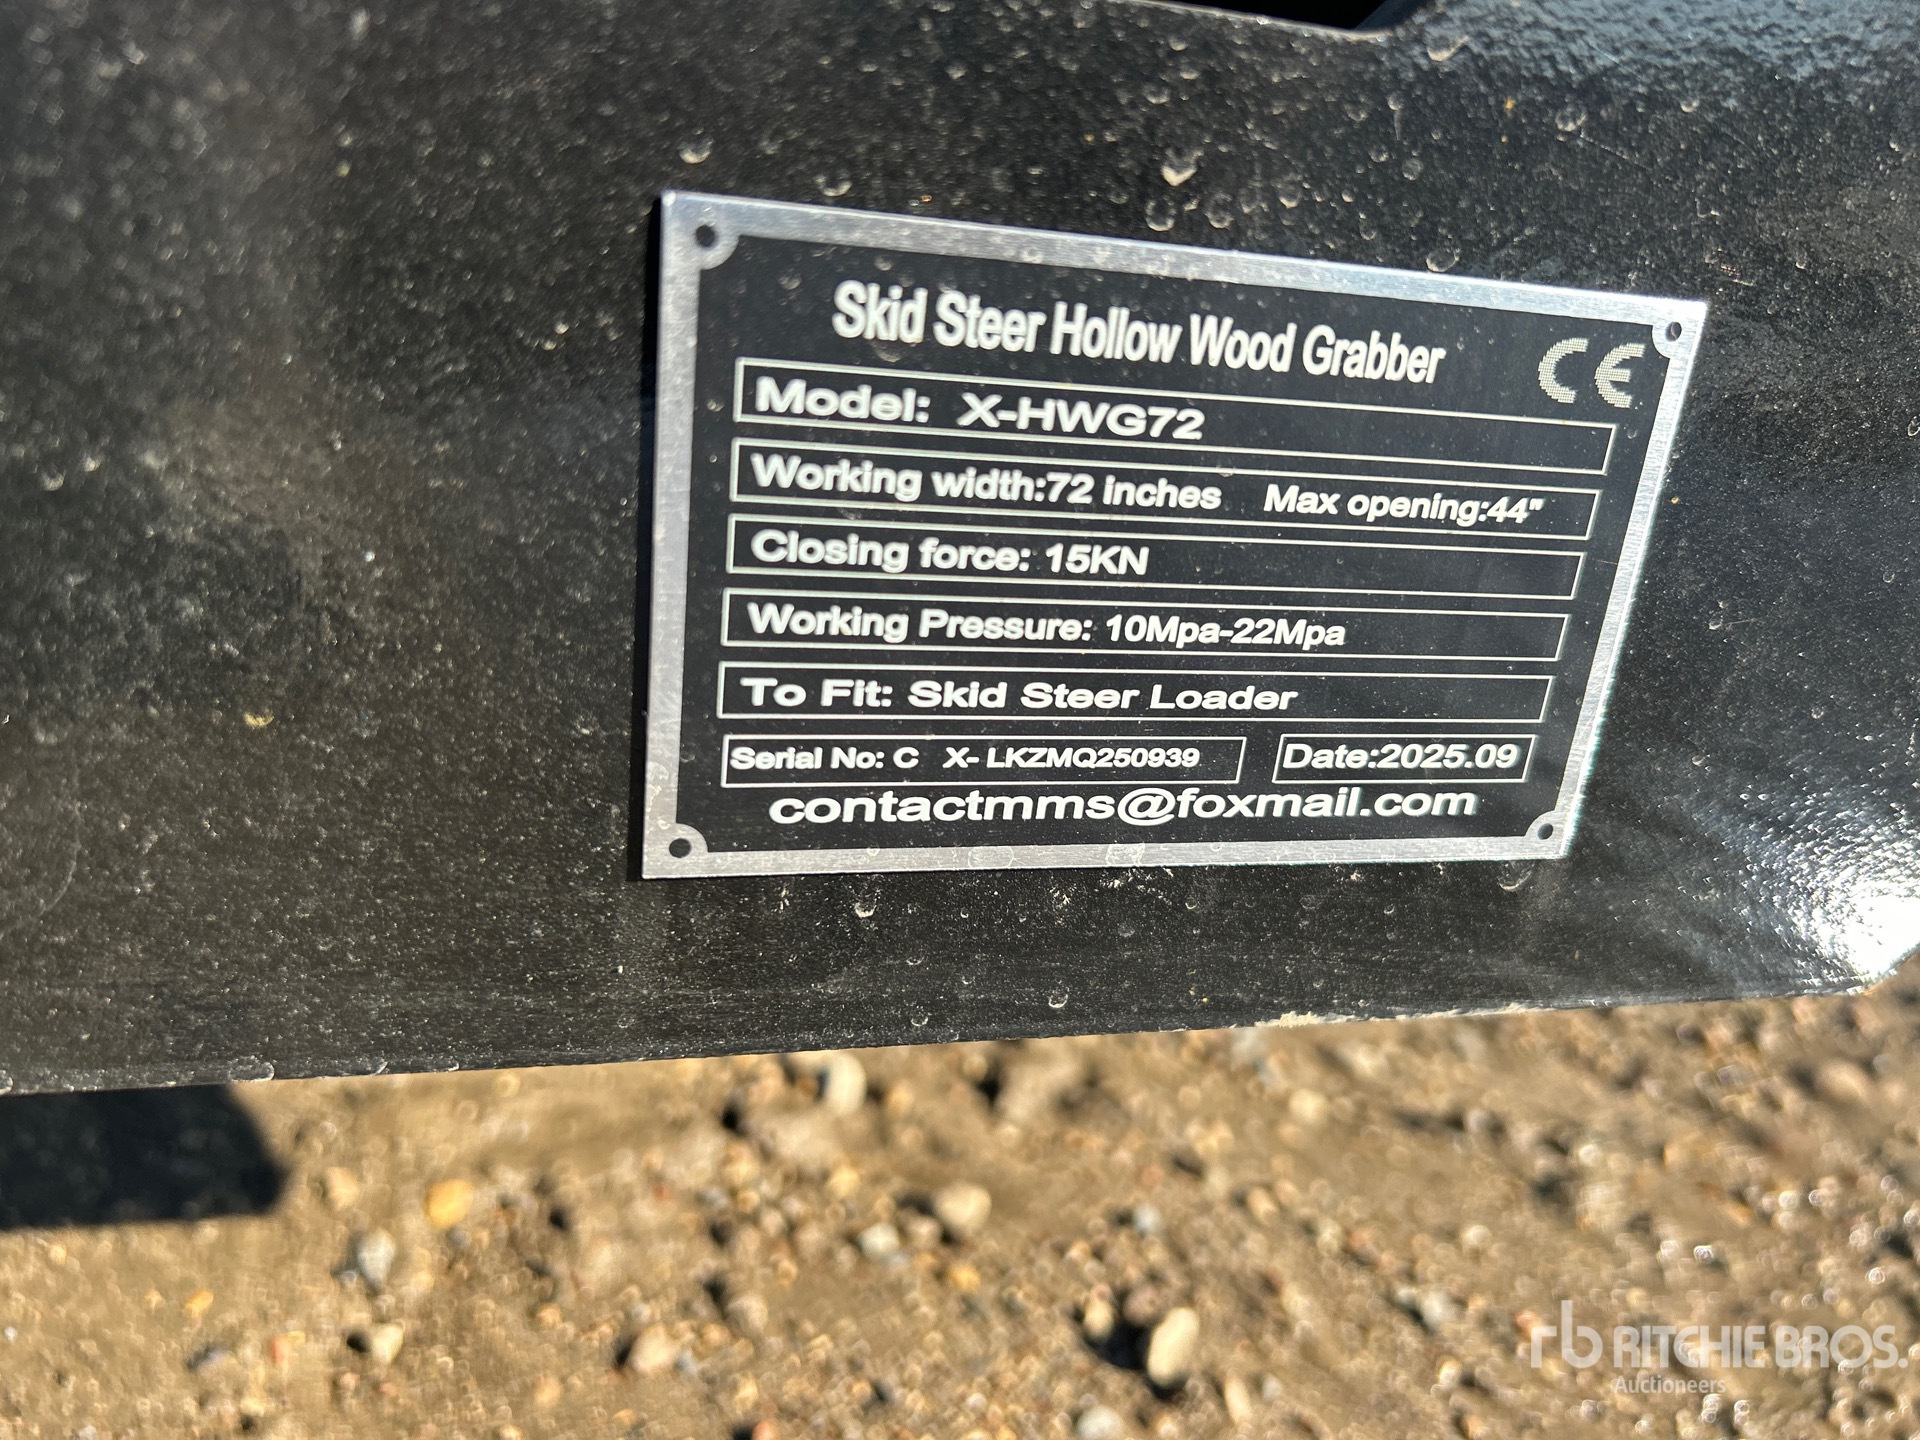 Skid Steer Hollow Wood Grabber
CE
Model: X-HWG72
Working width:72 inches Max opening:44"
Closing force: 15KN
Working Pressure: 10Mpa-22Mpa
To Fit: Skid Steer Loader
Serial No: C X- LKZMQ250939 Date:2025.09
contactmms@foxmail.com
rb RITCHIE BROS.
Auctioneers